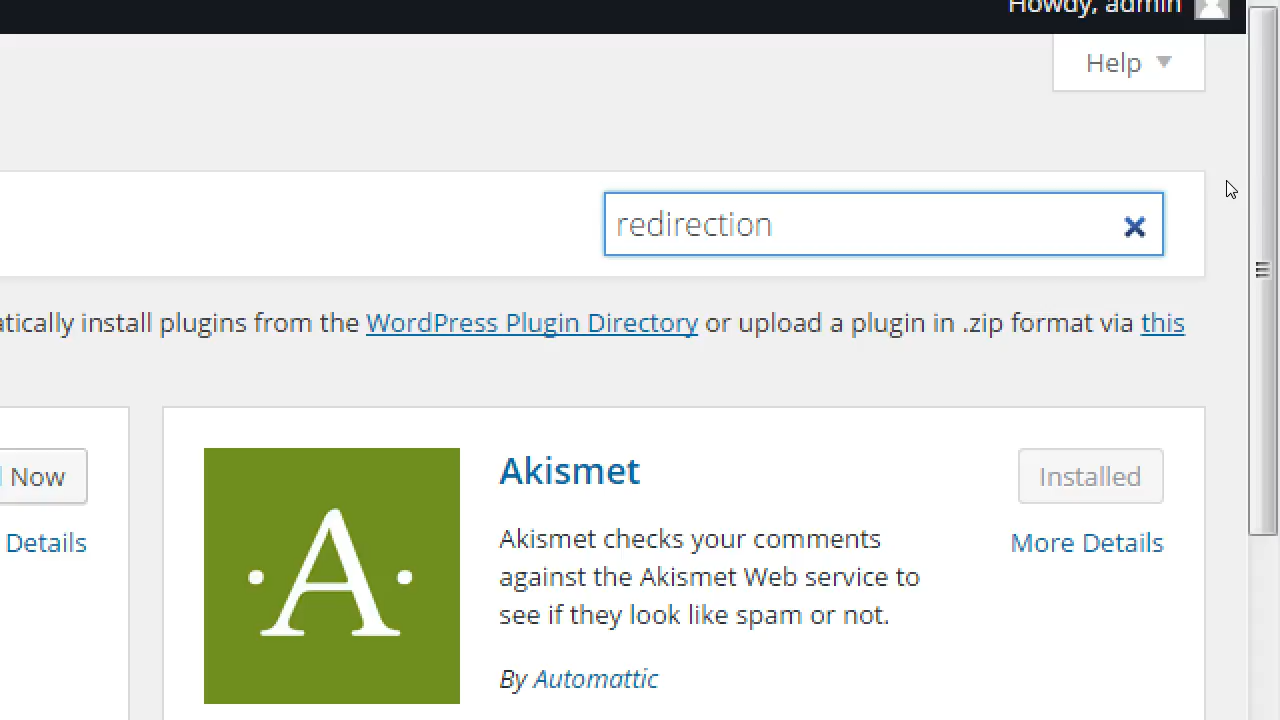 Howdy, admin
Help
redirection
atically install plugins from the WordPress Plugin Directory or upload a plugin in .zip format via this
Now
Details
A
Akismet
Installed
More Details
Akismet checks your comments
against the Akismet Web service to
see if they look like spam or not.
By Automattic